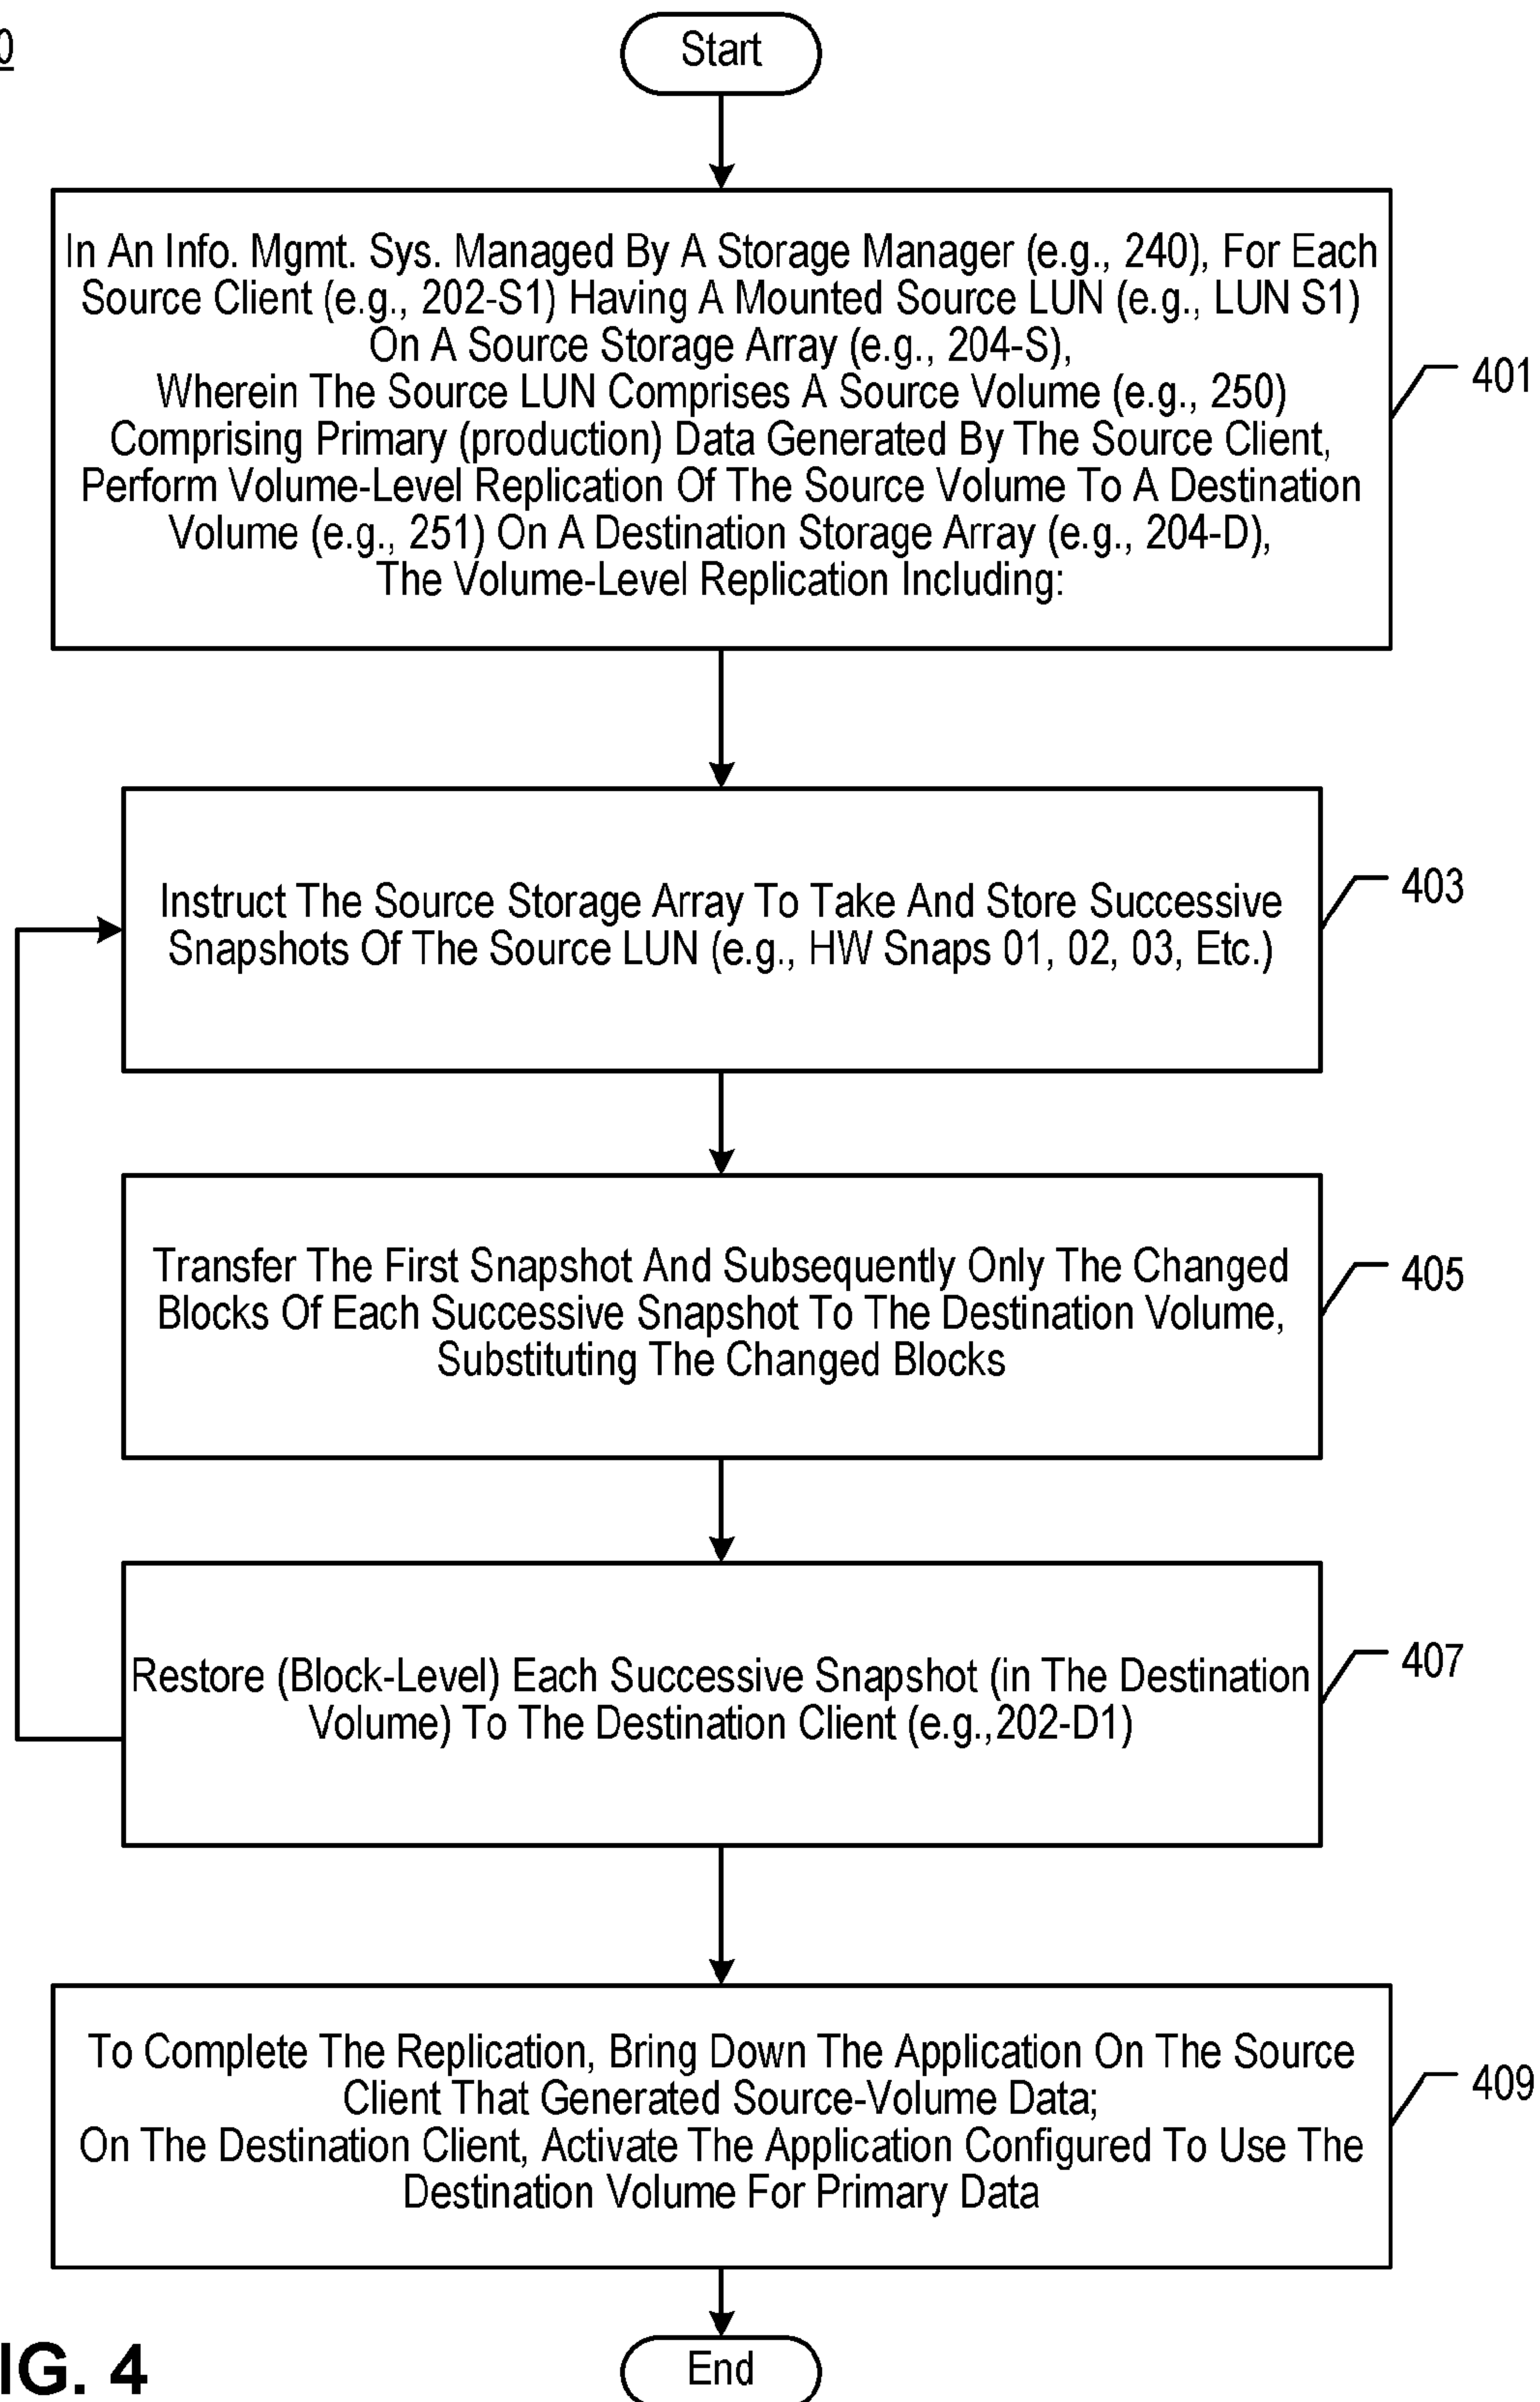 0
Start
In An Info. Mgmt. Sys. Managed By A Storage Manager (e.g., 240), For Each
Source Client (e.g., 202-S1) Having A Mounted Source LUN (e.g., LUN S1)
On A Source Storage Array (e.g., 204-S),
Wherein The Source LUN Comprises A Source Volume (e.g., 250)
Comprising Primary (production) Data Generated By The Source Client,
Perform Volume-Level Replication Of The Source Volume To A Destination
Volume (e.g., 251) On A Destination Storage Array (e.g., 204-D),
The Volume-Level Replication Including:
401
Instruct The Source Storage Array To Take And Store Successive
Snapshots Of The Source LUN (e.g., HW Snaps 01, 02, 03, Etc.)
403
Transfer The First Snapshot And Subsequently Only The Changed
Blocks Of Each Successive Snapshot To The Destination Volume,
Substituting The Changed Blocks
405
Restore (Block-Level) Each Successive Snapshot (in The Destination
Volume) To The Destination Client (e.g.,202-D1)
407
To Complete The Replication, Bring Down The Application On The Source
Client That Generated Source-Volume Data;
On The Destination Client, Activate The Application Configured To Use The
Destination Volume For Primary Data
409
End
IG. 4